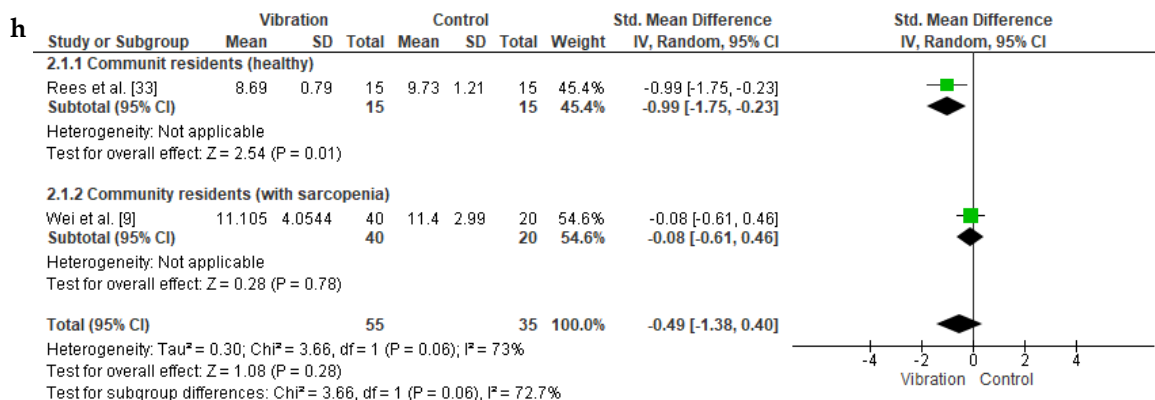 h
Vibration Control Std. Mean Difference Std. Mean Difference
Study or Subgroup Mean SD Total Mean SD Total Weight IV, Random, 95% CI IV, Random, 95% CI
2.1.1 Communit residents (healthy)
Rees et al. [33] 8.69 0.79 15 9.73 1.21 15 45.4% -0.99 [-1.75, -0.23]
Subtotal (95% CI) 15 15 45.4% -0.99 [-1.75, -0.23]
Heterogeneity: Not applicable
Test for overall effect: Z = 2.54 (P = 0.01)
2.1.2 Community residents (with sarcopenia)
Wei et al. [9] 11.105 4.0544 40 11.4 2.99 20 54.6% -0.08 [-0.61, 0.46]
Subtotal (95% CI) 40 20 54.6% -0.08 [-0.61, 0.46]
Heterogeneity: Not applicable
Test for overall effect: Z = 0.28 (P = 0.78)
Total (95% CI) 55 35 100.0% -0.49 [-1.38, 0.40]
Heterogeneity: Tau² = 0.30; Chi² = 3.66, df = 1 (P = 0.06); I² = 73%
Test for overall effect: Z = 1.08 (P = 0.28)
Test for subgroup differences: Chi² = 3.66, df = 1 (P = 0.06), I² = 72.7%
-4 -2 0 2 4
Vibration Control